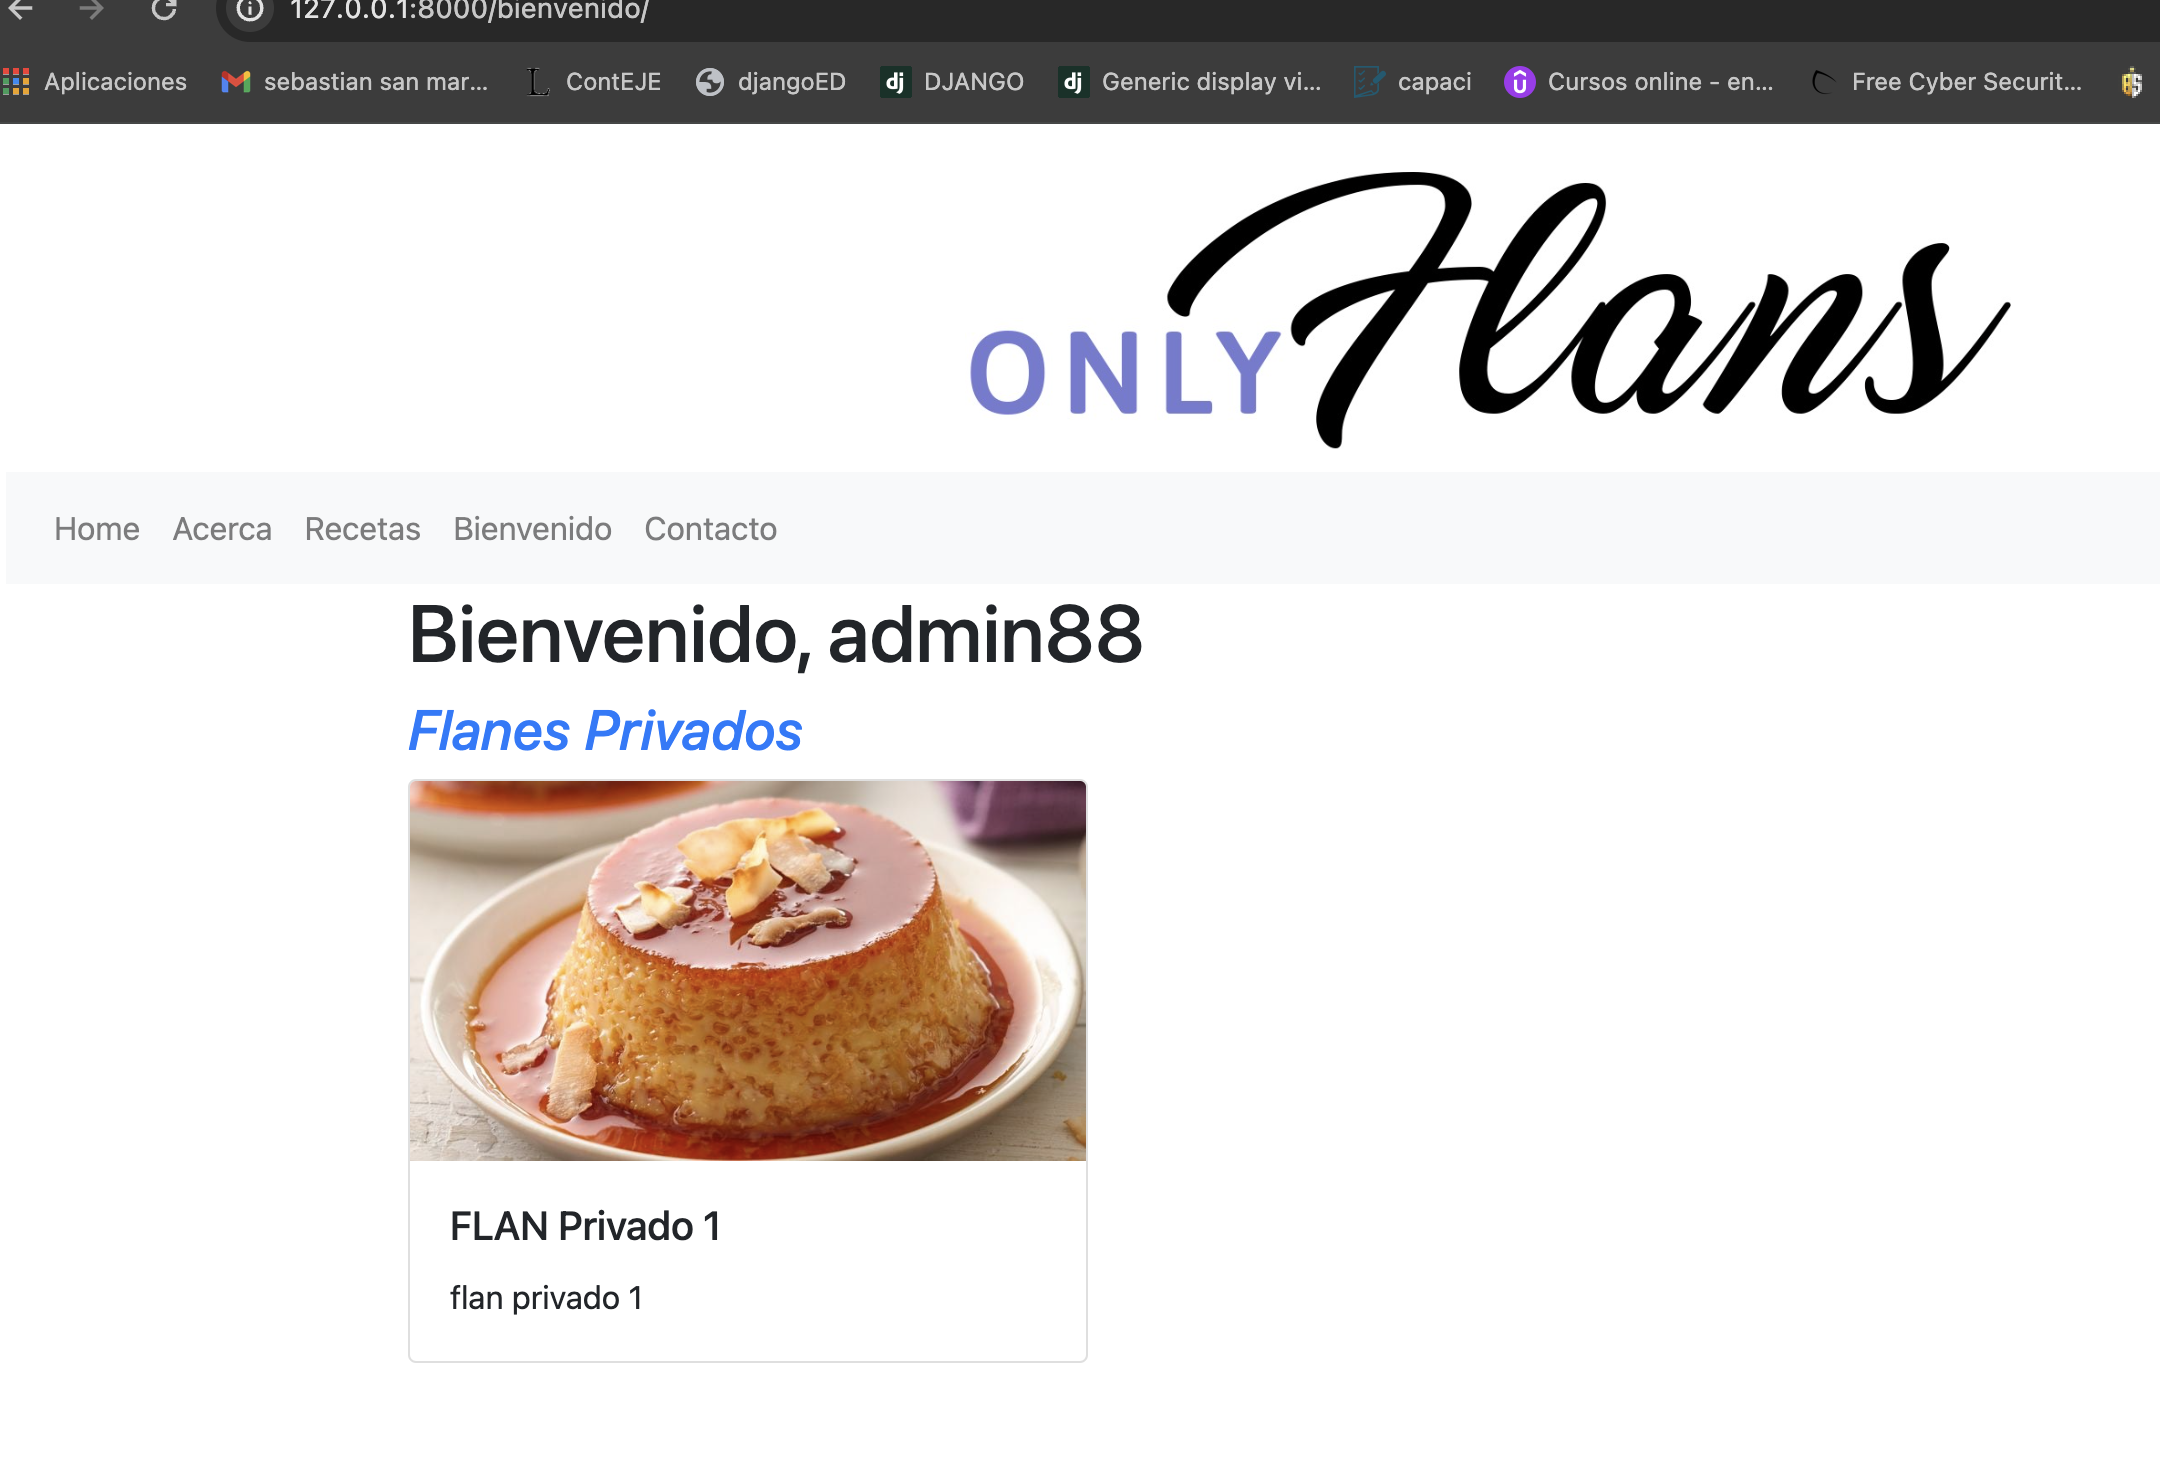 127.0.0.1:8000/bienvenido/
Aplicaciones sebastian san mar... ContEJE djangoED dj DJANGO dj Generic display vi... capaci Cursos online - en... Free Cyber Securit...
ONLY Flans
Home Acerca Recetas Bienvenido Contacto
Bienvenido, admin88
Flanes Privados
FLAN Privado 1
flan privado 1